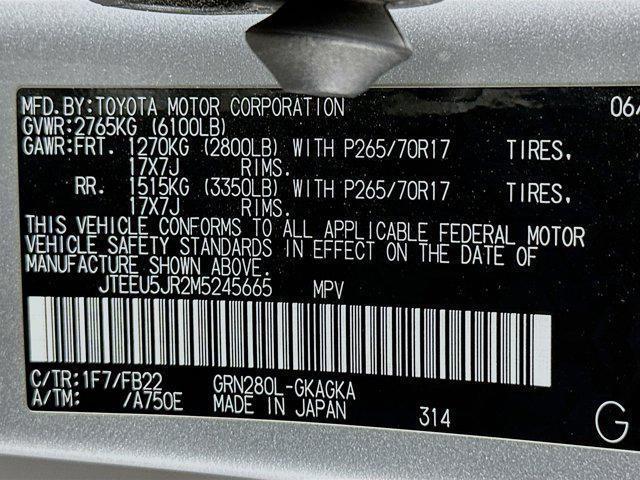 MFD.BY:TOYOTA MOTOR CORPORATION 06/
GVWR:2765KG (6100LB)
GAWR:FRT. 1270KG (2800LB) WITH P265/70R17 TIRES,
17X7J RIMS.
RR. 1515KG (3350LB) WITH P265/70R17 TIRES,
17X7J RIMS.
THIS VEHICLE CONFORMS TO ALL APPLICABLE FEDERAL MOTOR
VEHICLE SAFETY STANDARDS IN EFFECT ON THE DATE OF
MANUFACTURE SHOWN ABOVE.
JTEEU5JR2M5245665 MPV
C/TR:1F7/FB22 GRN280L-GKAGKA
A/TM: /A750E MADE IN JAPAN 314 G